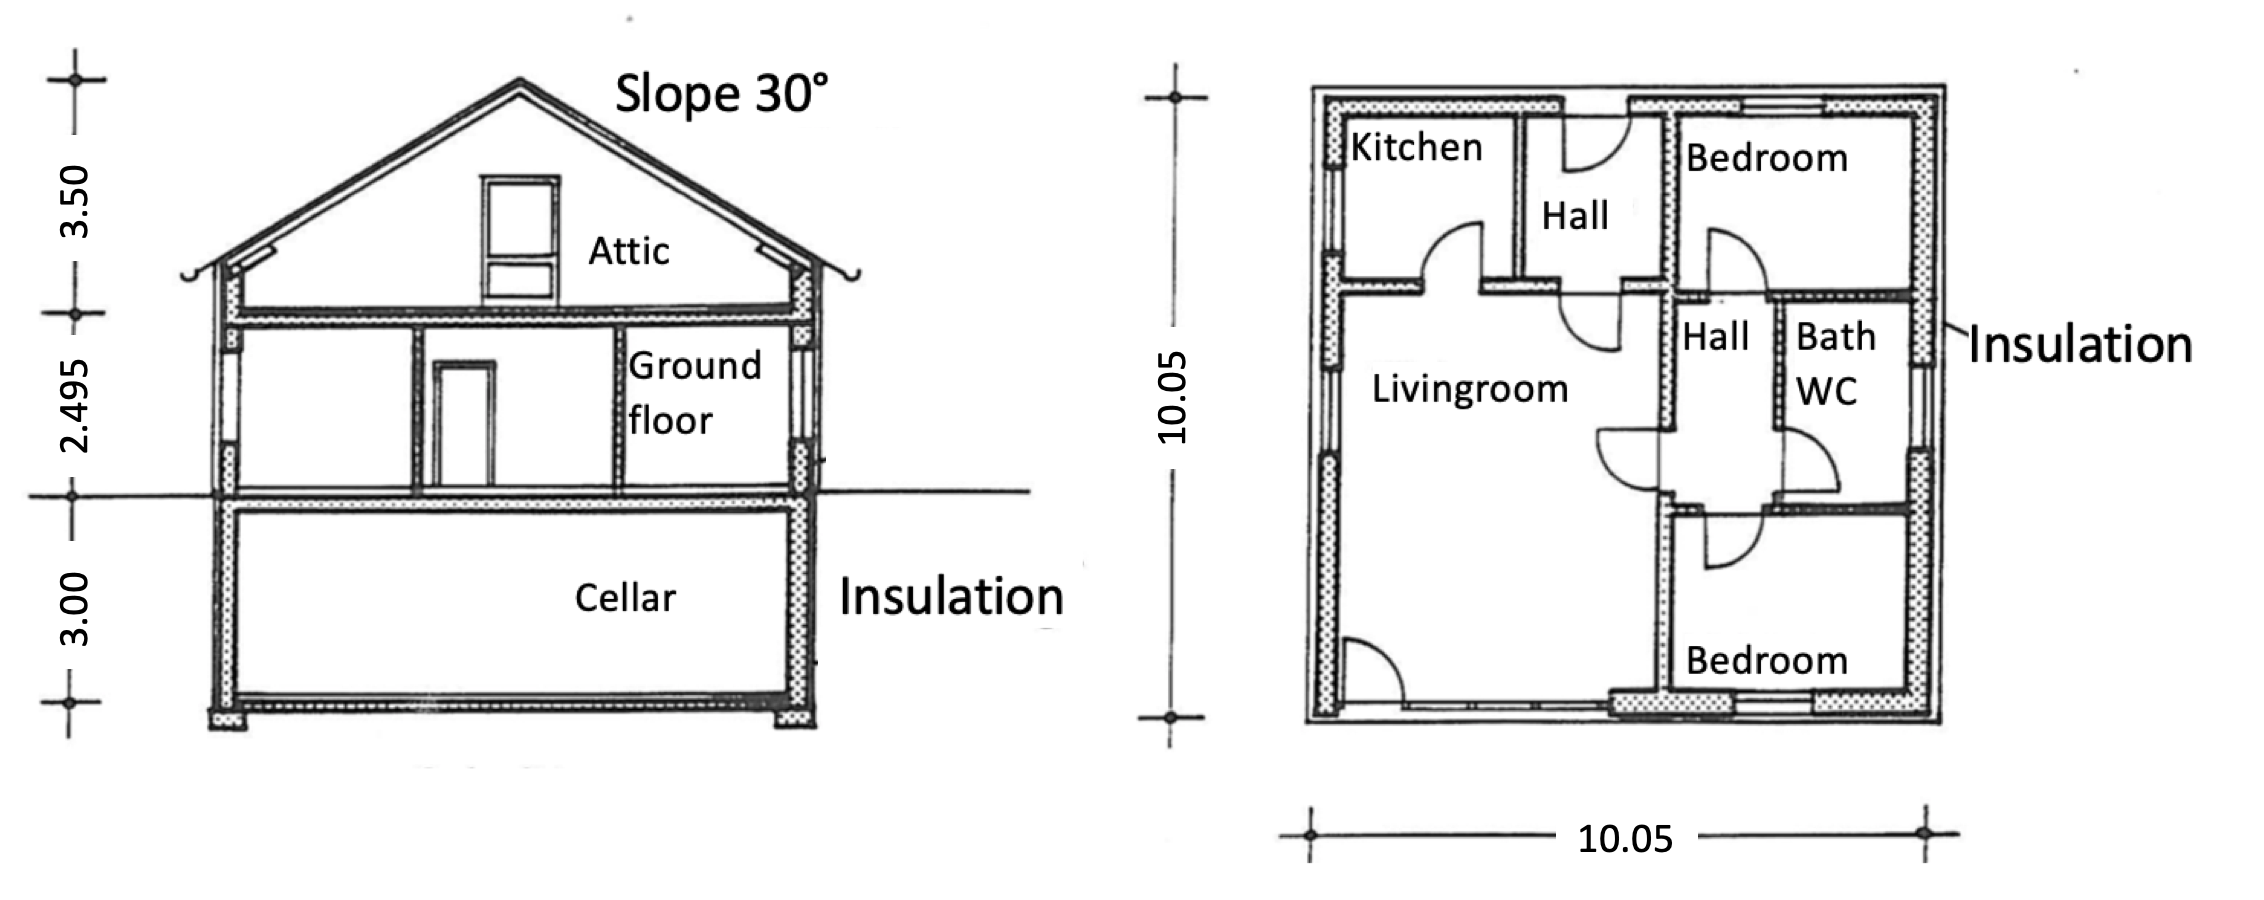 Slope 30°
3.50
Attic
2.495
Ground
floor
3.00
Cellar
Insulation
Kitchen
Bedroom
Hall
10.05
Livingroom
Hall
Bath
WC
Insulation
Bedroom
10.05